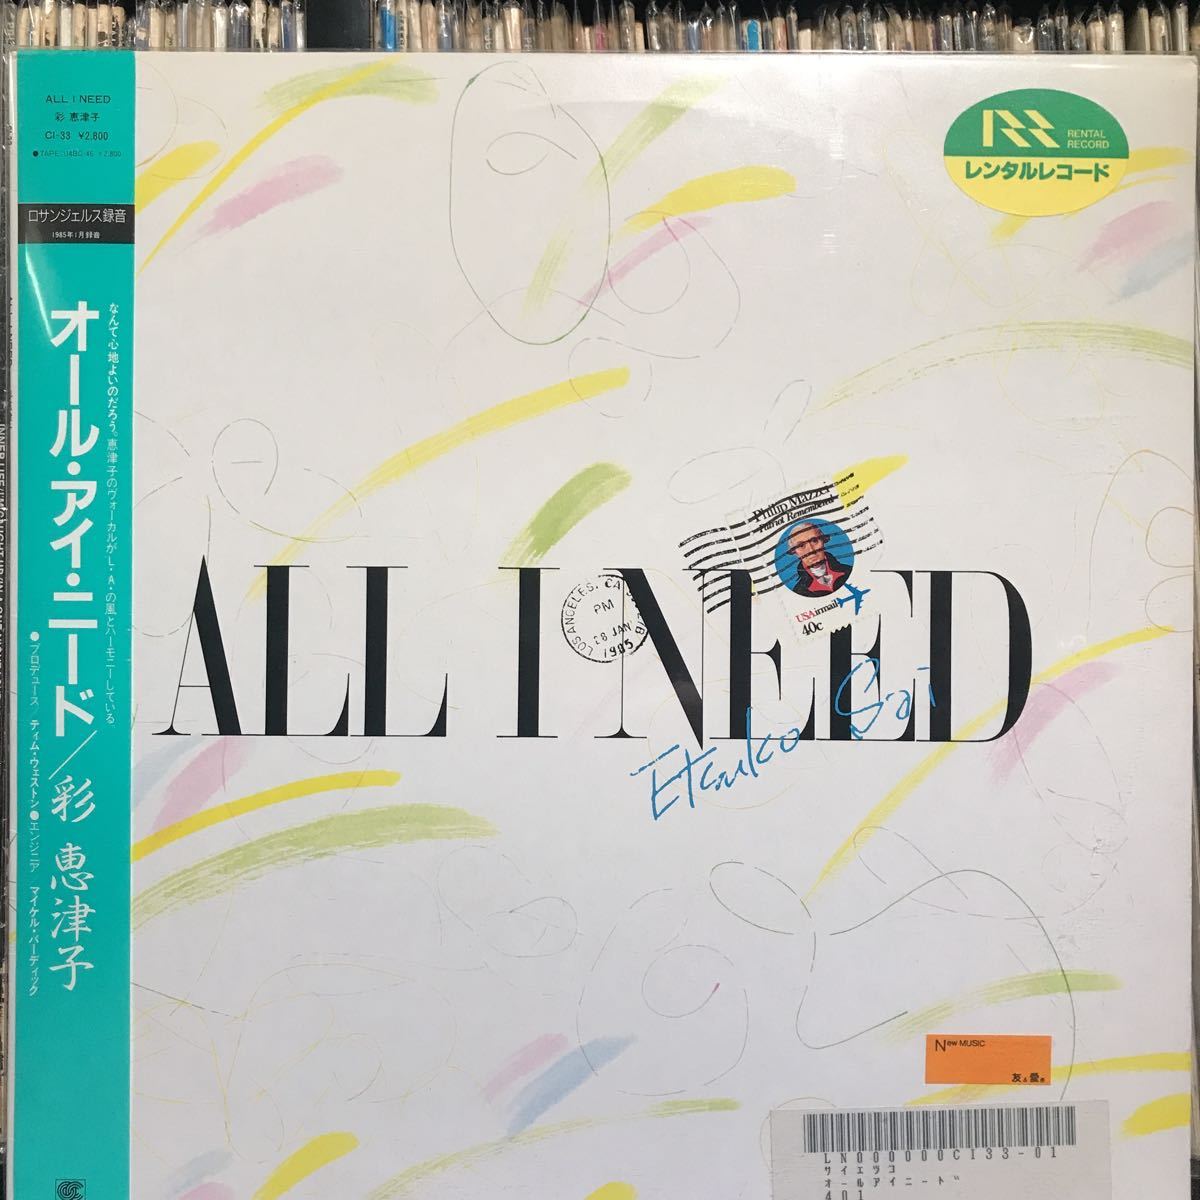 ALL I NEED
彩 恵津子
CI-33 ¥2,800
ロサンジェルス録音
1985年1月録音
なんて心地よいのだろう。恵津子のヴォーカルがL・A・の風とハーモニーしている。
オール・アイ・ニード/彩 恵津子
●プロデュース/ティム・ウェストン●エンジニア/マイケル・バーディック
RENTAL
RECORD
レンタルレコード
Philip Mazzei
Patriot Remembered
USAirmail
40c
LOS ANGELES, CA
PM
28 JAN
1985
ALL I NEED
Etsuko Sai
New MUSIC
友&愛
LN000000CI33-01
サイエツコ
オールアイニード
401